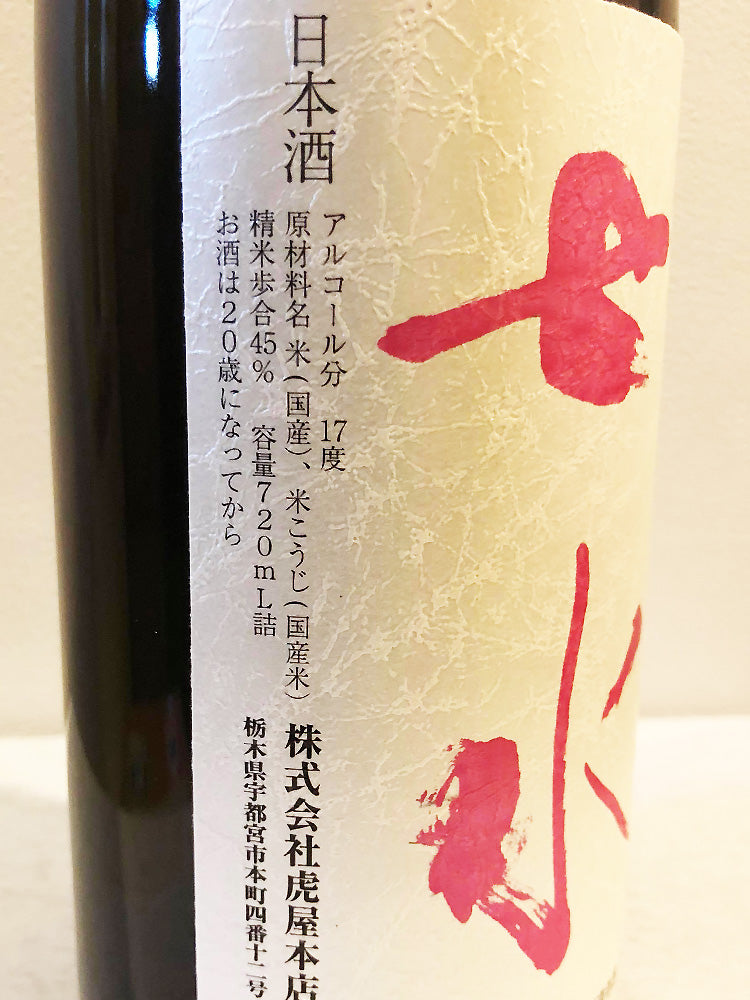 七水
日本酒
アルコール分 17度
原材料名 米(国産)、米こうじ(国産米)
精米歩合45% 容量720mL詰
お酒は20歳になってから
株式会社虎屋本店
栃木県宇都宮市本町四番十二号